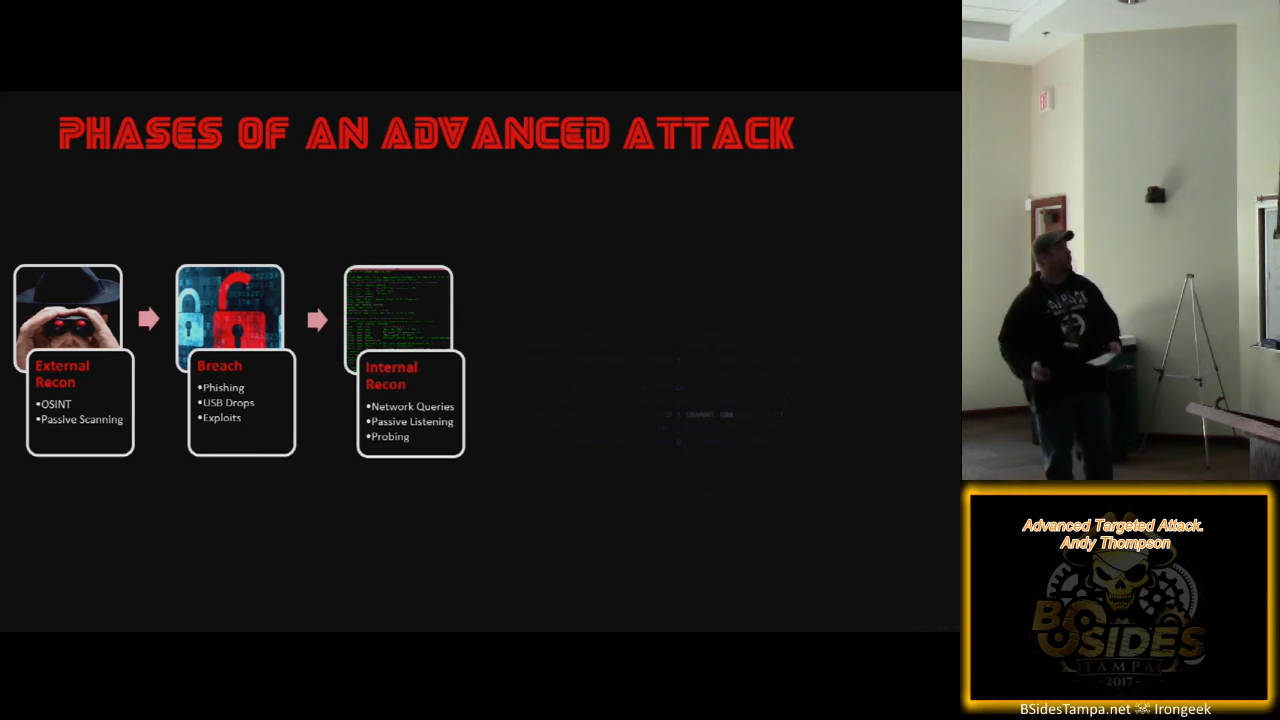 PHASES OF AN ADVANCED ATTACK
External
Recon
•OSINT
•Passive Scanning
Breach
•Phishing
•USB Drops
•Exploits
Internal
Recon
•Network Queries
•Passive Listening
•Probing
EXIT
Advanced Targeted Attack.
Andy Thompson
BSIDES
TAMPA
-2017-
BSidesTampa.net ☠ Irongeek